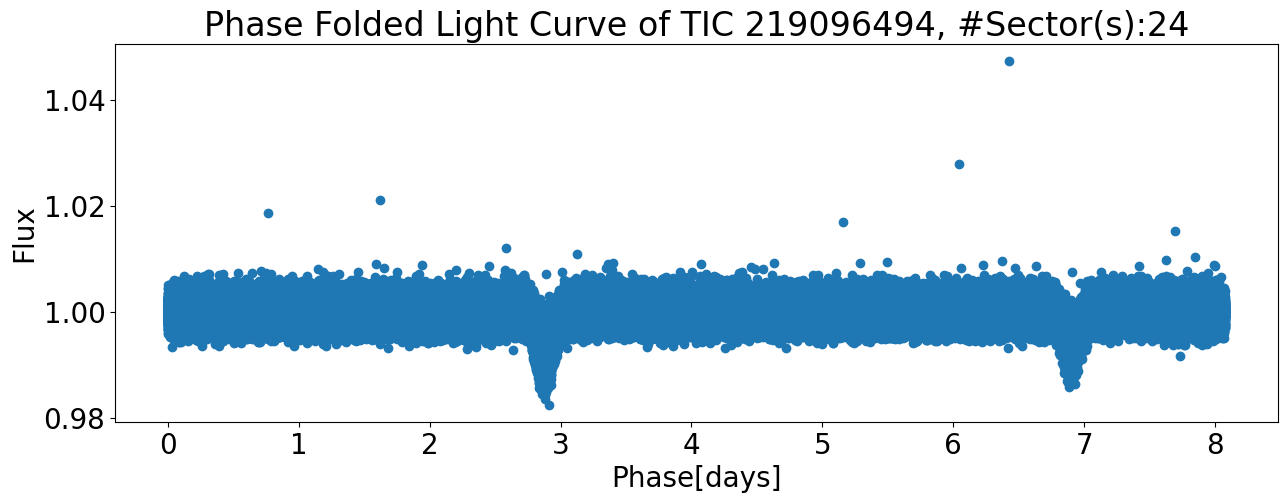 Phase Folded Light Curve of TIC 219096494, #Sector(s):24
1.04
1.02
1.00
0.98
Flux
0 1 2 3 4 5 6 7 8
Phase[days]